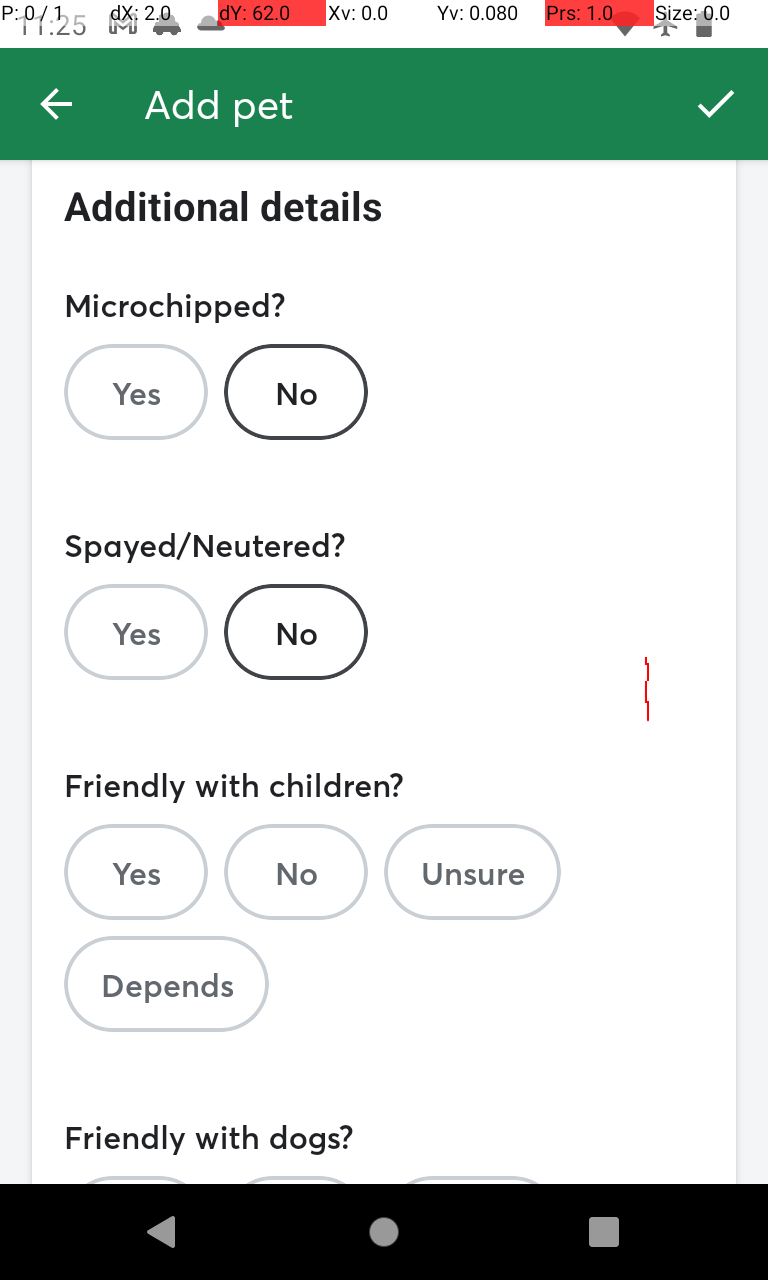 P: 0 / 1 dX: 2.0 dY: 62.0 Xv: 0.0 Yv: 0.080 Prs: 1.0 Size: 0.0
11:25
Add pet
Additional details
Microchipped?
Yes No
Spayed/Neutered?
Yes No
Friendly with children?
Yes No Unsure
Depends
Friendly with dogs?